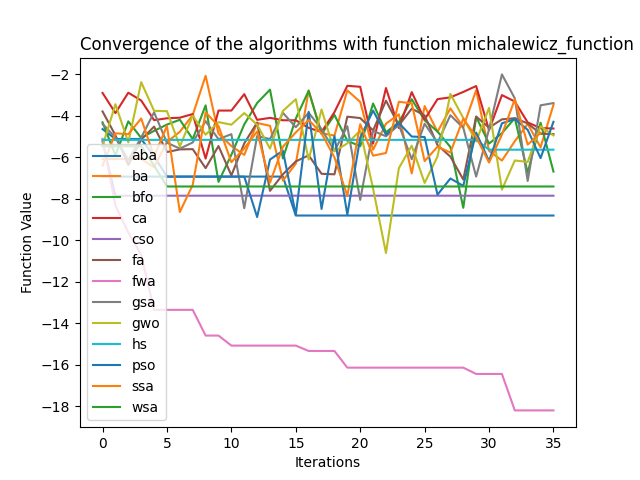 Convergence of the algorithms with function michalewicz_function
Function Value
−2
−4
−6
−8
−10
−12
−14
−16
−18
aba
ba
bfo
ca
cso
fa
fwa
gsa
gwo
hs
pso
ssa
wsa
0 5 10 15 20 25 30 35
Iterations